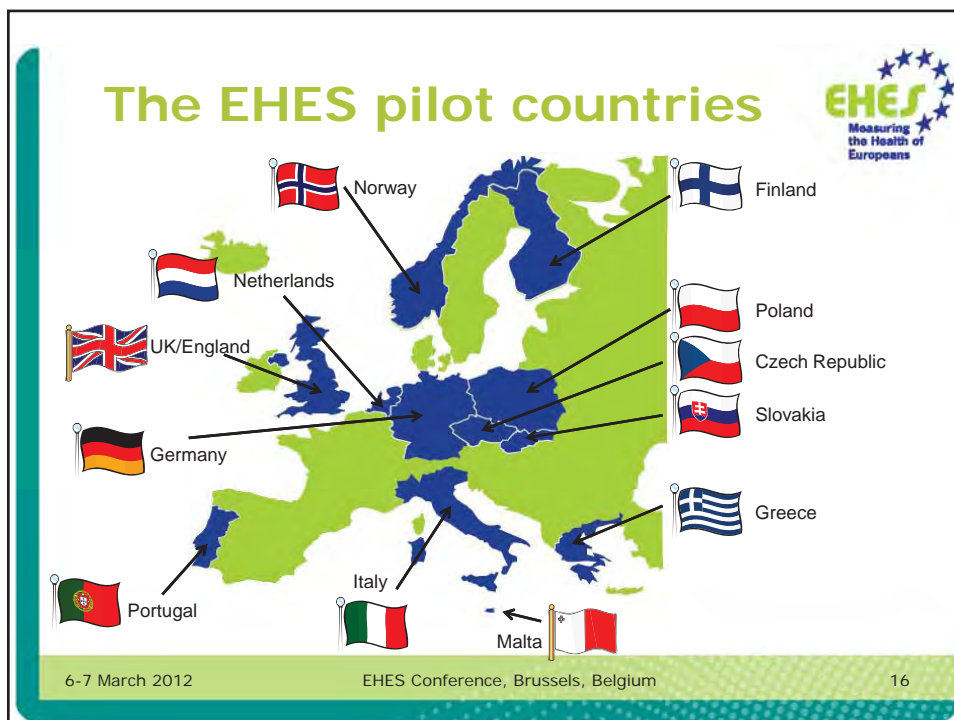 The EHES pilot countries
EHES
Measuring
the Health of
Europeans
Norway
Finland
Netherlands
Poland
UK/England
Czech Republic
Slovakia
Germany
Greece
Italy
Portugal
Malta
6-7 March 2012 EHES Conference, Brussels, Belgium 16